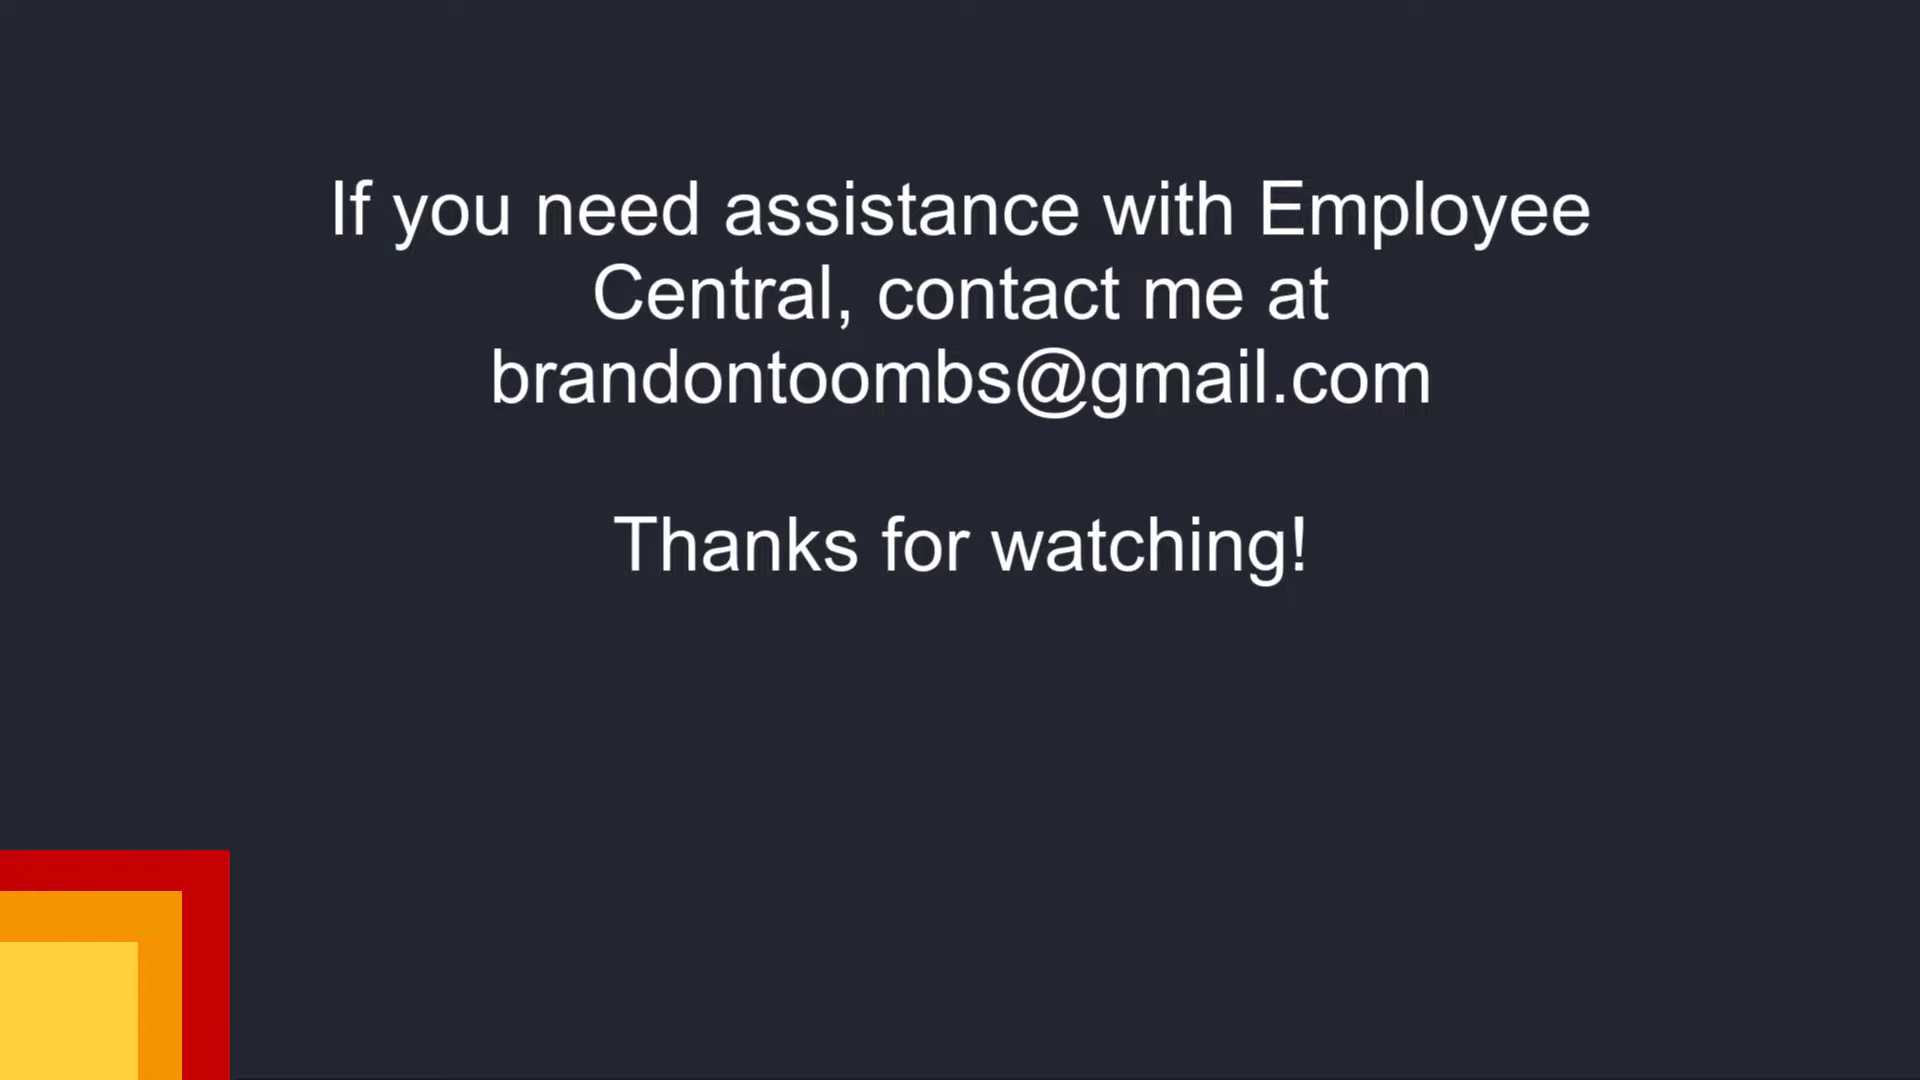 If you need assistance with Employee
Central, contact me at
brandontoombs@gmail.com
Thanks for watching!